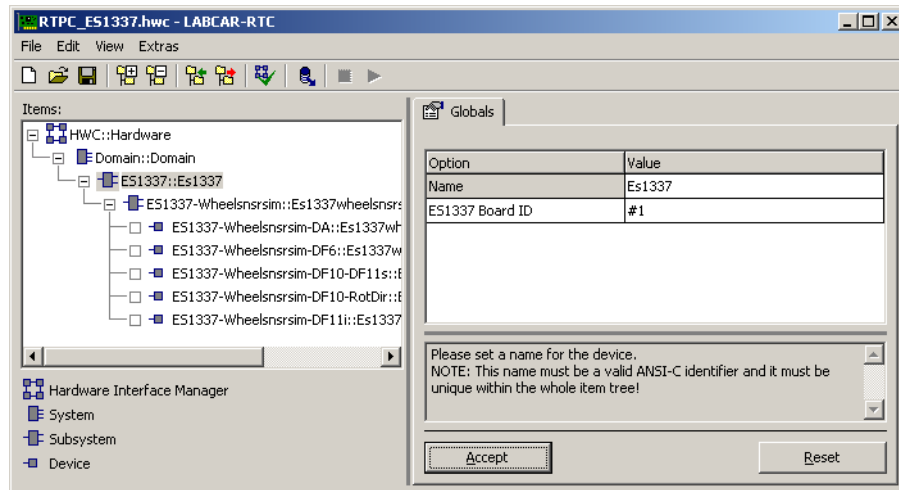 RTPC_ES1337.hwc - LABCAR-RTC
File Edit View Extras
Items:
HWC::Hardware
Domain::Domain
ES1337::Es1337
ES1337-Wheelsnsrsim::Es1337wheelsnsrs
ES1337-Wheelsnsrsim-DA::Es1337wh
ES1337-Wheelsnsrsim-DF6::Es1337w
ES1337-Wheelsnsrsim-DF10-DF11s::E
ES1337-Wheelsnsrsim-DF10-RotDir::E
ES1337-Wheelsnsrsim-DF11i::Es1337
Hardware Interface Manager
System
Subsystem
Device
Globals
Option Value
Name Es1337
ES1337 Board ID #1
Please set a name for the device.
NOTE: This name must be a valid ANSI-C identifier and it must be
unique within the whole item tree!
Accept Reset